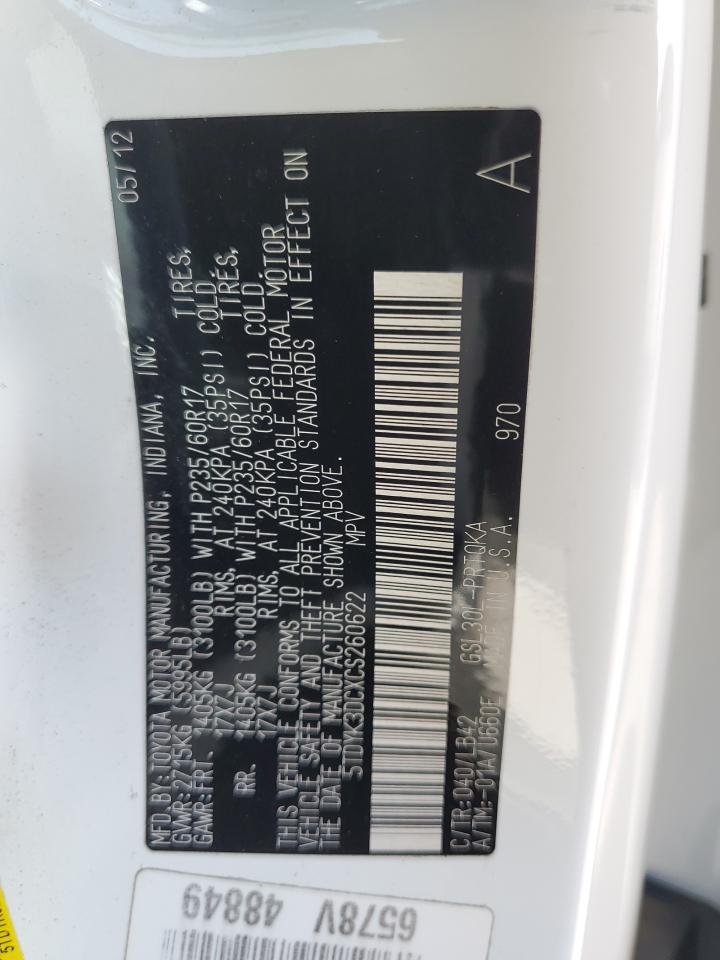 MFD.BY:TOYOTA MOTOR MANUFACTURING, INDIANA, INC. 05/12
GVWR:2715KG (5995LB)
GAWR:FRT 1405KG (3100LB) WITH P235/60R17 TIRES,
17X7J RIMS, AT 240KPA (35PSI) COLD.
RR. 1405KG (3100LB) WITH P235/60R17 TIRES,
17X7J RIMS, AT 240KPA (35PSI) COLD.
THIS VEHICLE CONFORMS TO ALL APPLICABLE FEDERAL MOTOR
VEHICLE SAFETY AND THEFT PREVENTION STANDARDS IN EFFECT ON
THE DATE OF MANUFACTURE SHOWN ABOVE.
5TDYK3DCXCS260622 MPV
C/TR:040/LB42 GSL30L-PRTQKA 970 A
A/TM:-01A/U660E MADE IN U.S.A.
6578V
48849